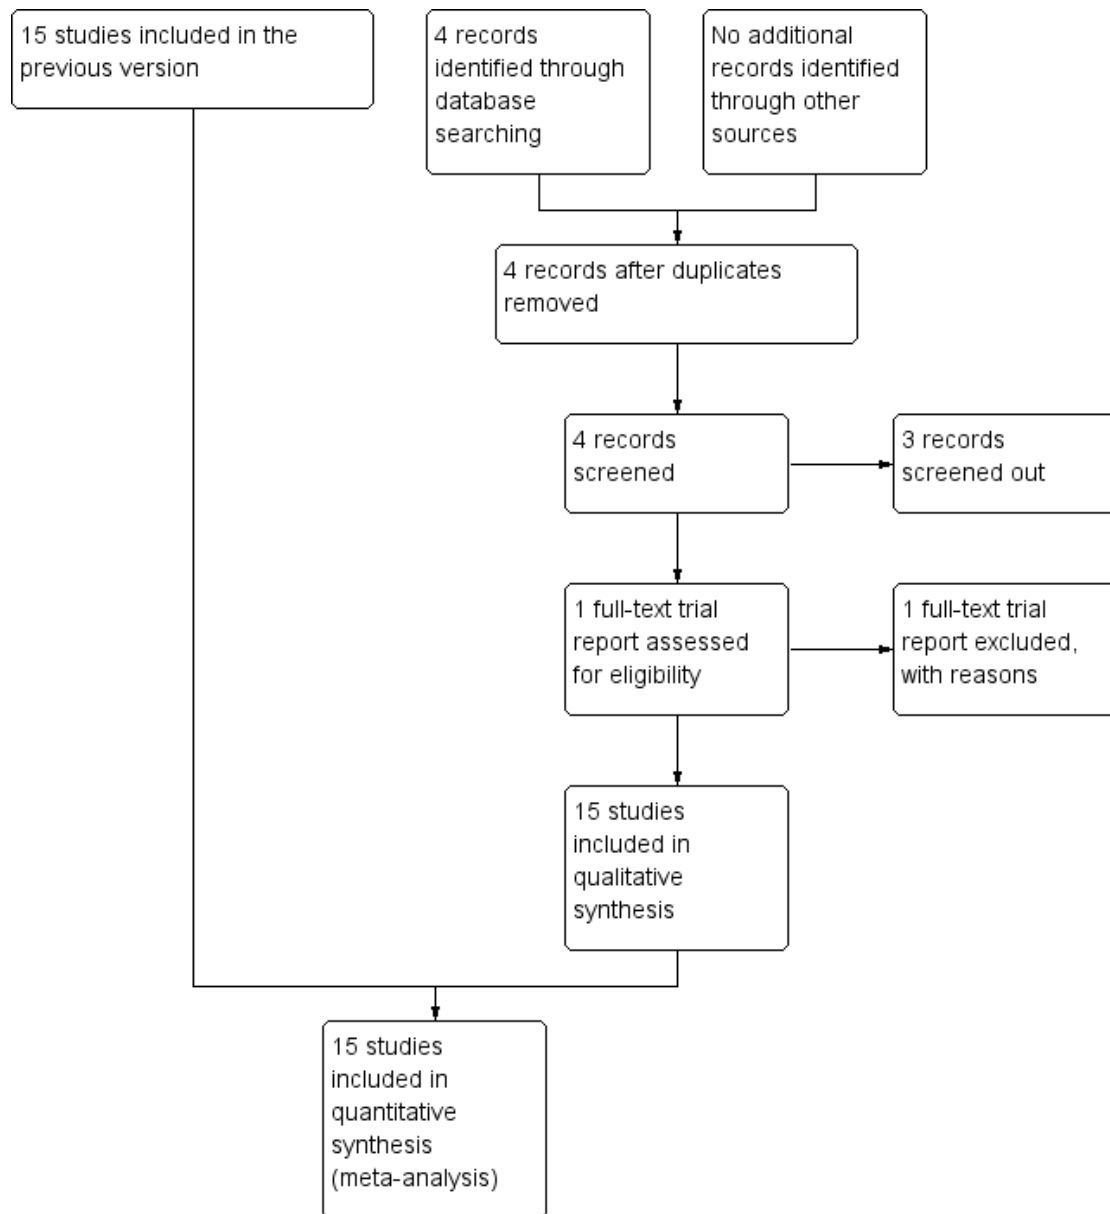 15 studies included in the
previous version
4 records
identified through
database
searching
No additional
records identified
through other
sources
4 records after duplicates
removed
4 records
screened
3 records
screened out
1 full-text trial
report assessed
for eligibility
1 full-text trial
report excluded,
with reasons
15 studies
included in
qualitative
synthesis
15 studies
included in
quantitative
synthesis
(meta-analysis)